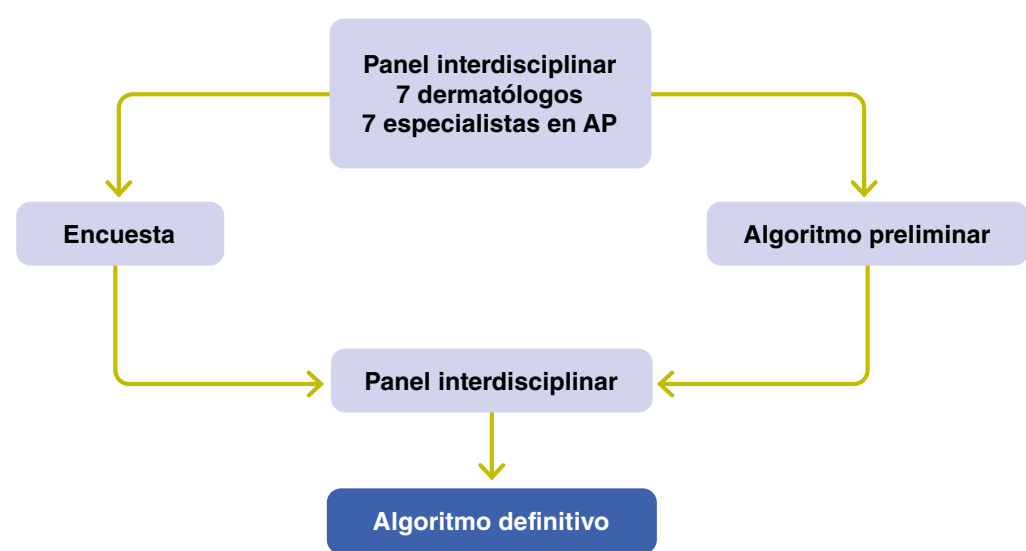 Panel interdisciplinar
7 dermatólogos
7 especialistas en AP
Encuesta
Algoritmo preliminar
Panel interdisciplinar
Algoritmo definitivo